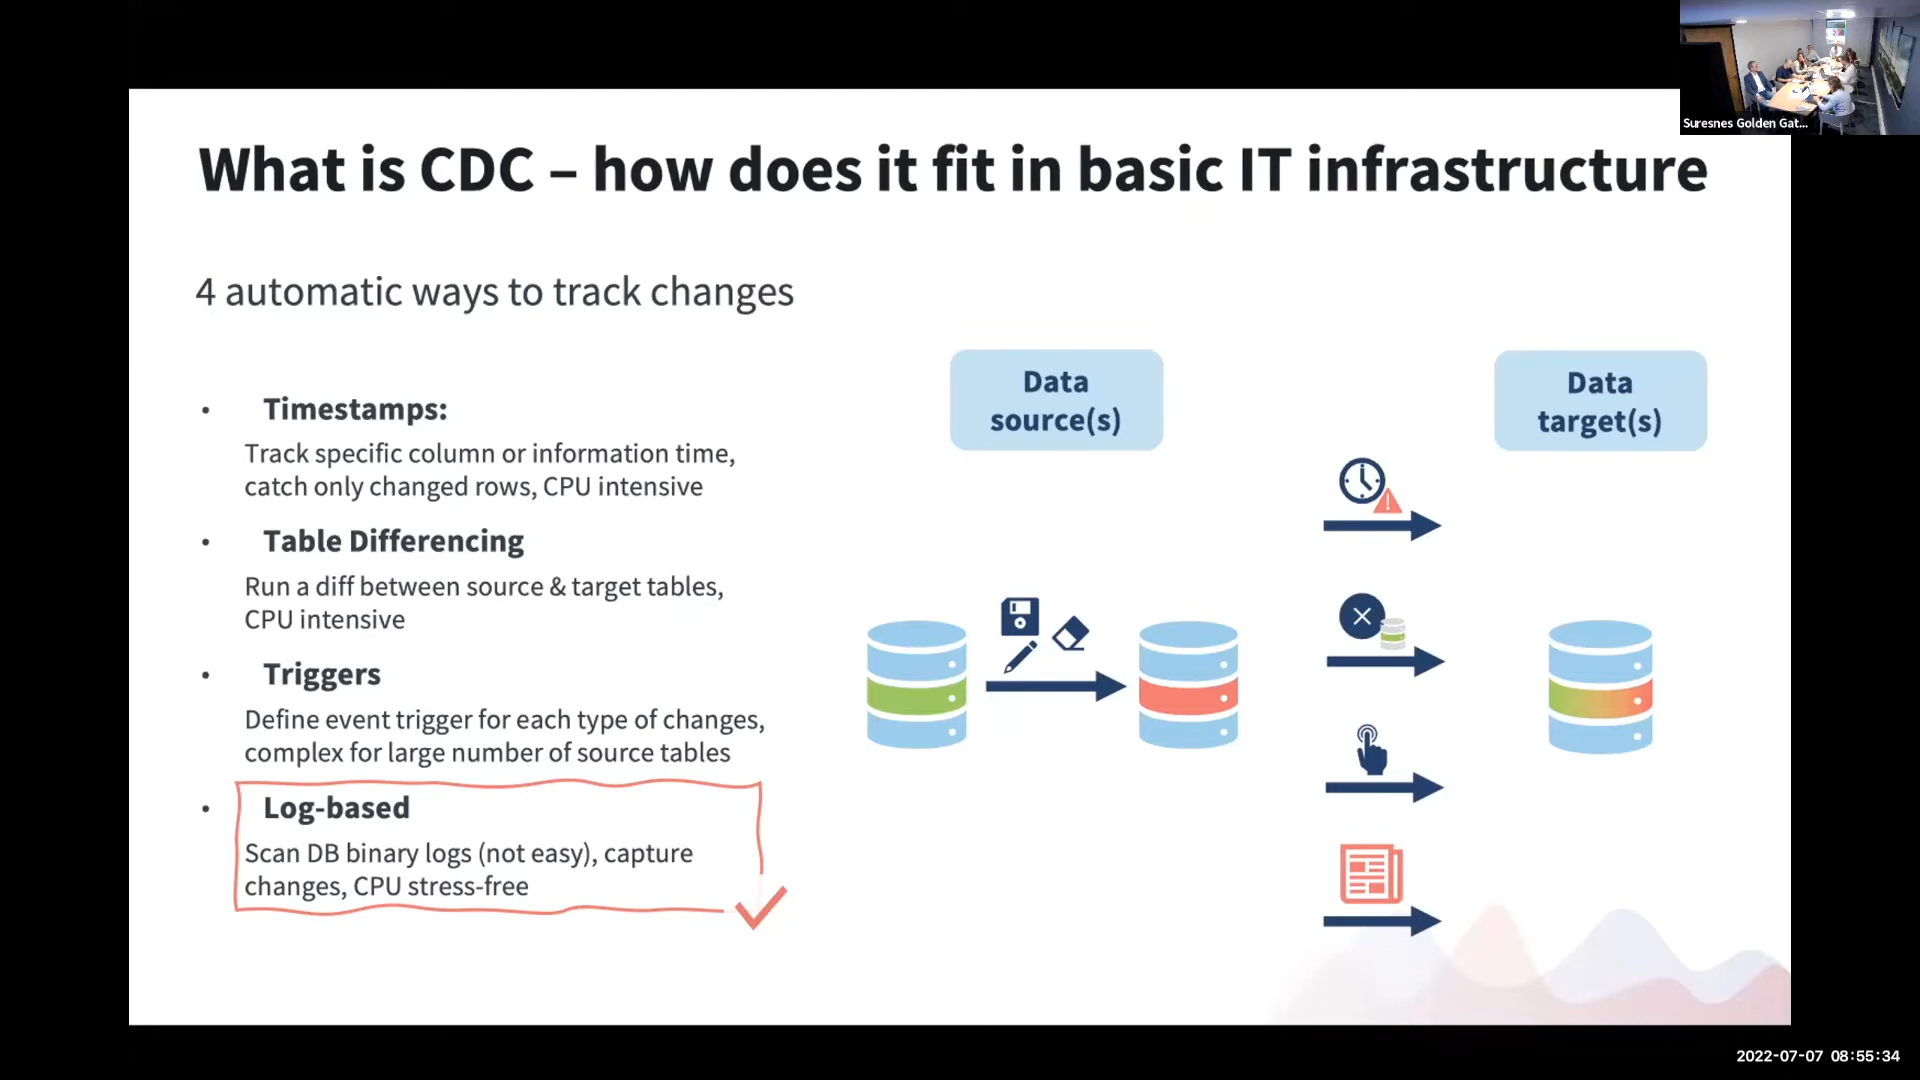 Suresnes Golden Gat...
What is CDC – how does it fit in basic IT infrastructure
4 automatic ways to track changes
• Timestamps:
Track specific column or information time,
catch only changed rows, CPU intensive
• Table Differencing
Run a diff between source & target tables,
CPU intensive
• Triggers
Define event trigger for each type of changes,
complex for large number of source tables
• Log-based
Scan DB binary logs (not easy), capture
changes, CPU stress-free
Data
source(s)
Data
target(s)
2022-07-07 08:55:34